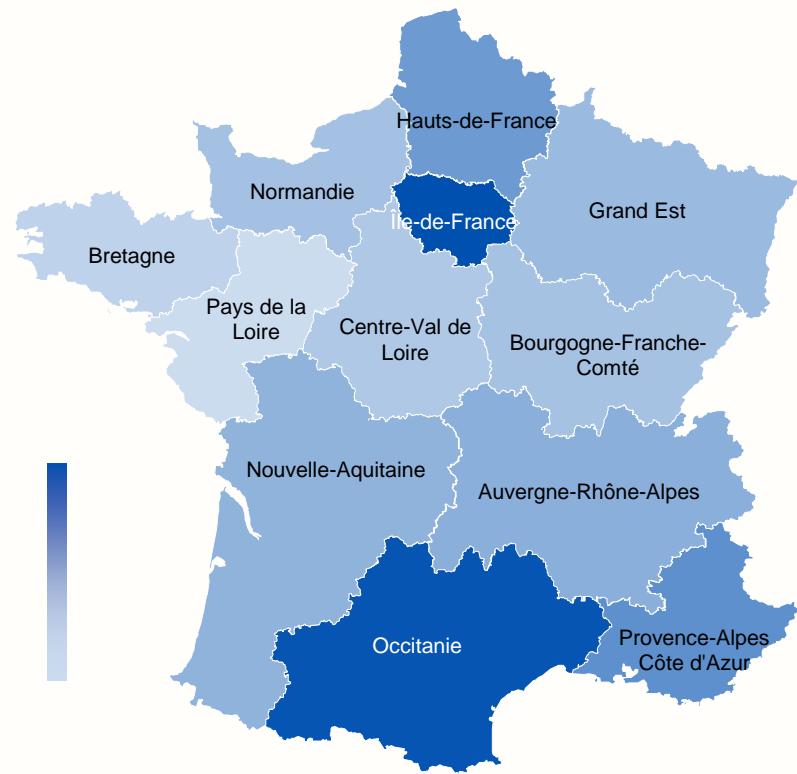 Hauts-de-France
Normandie
Île-de-France
Grand Est
Bretagne
Pays de la
Loire
Centre-Val de
Loire
Bourgogne-Franche-
Comté
Nouvelle-Aquitaine
Auvergne-Rhône-Alpes
Occitanie
Provence-Alpes
Côte d'Azur